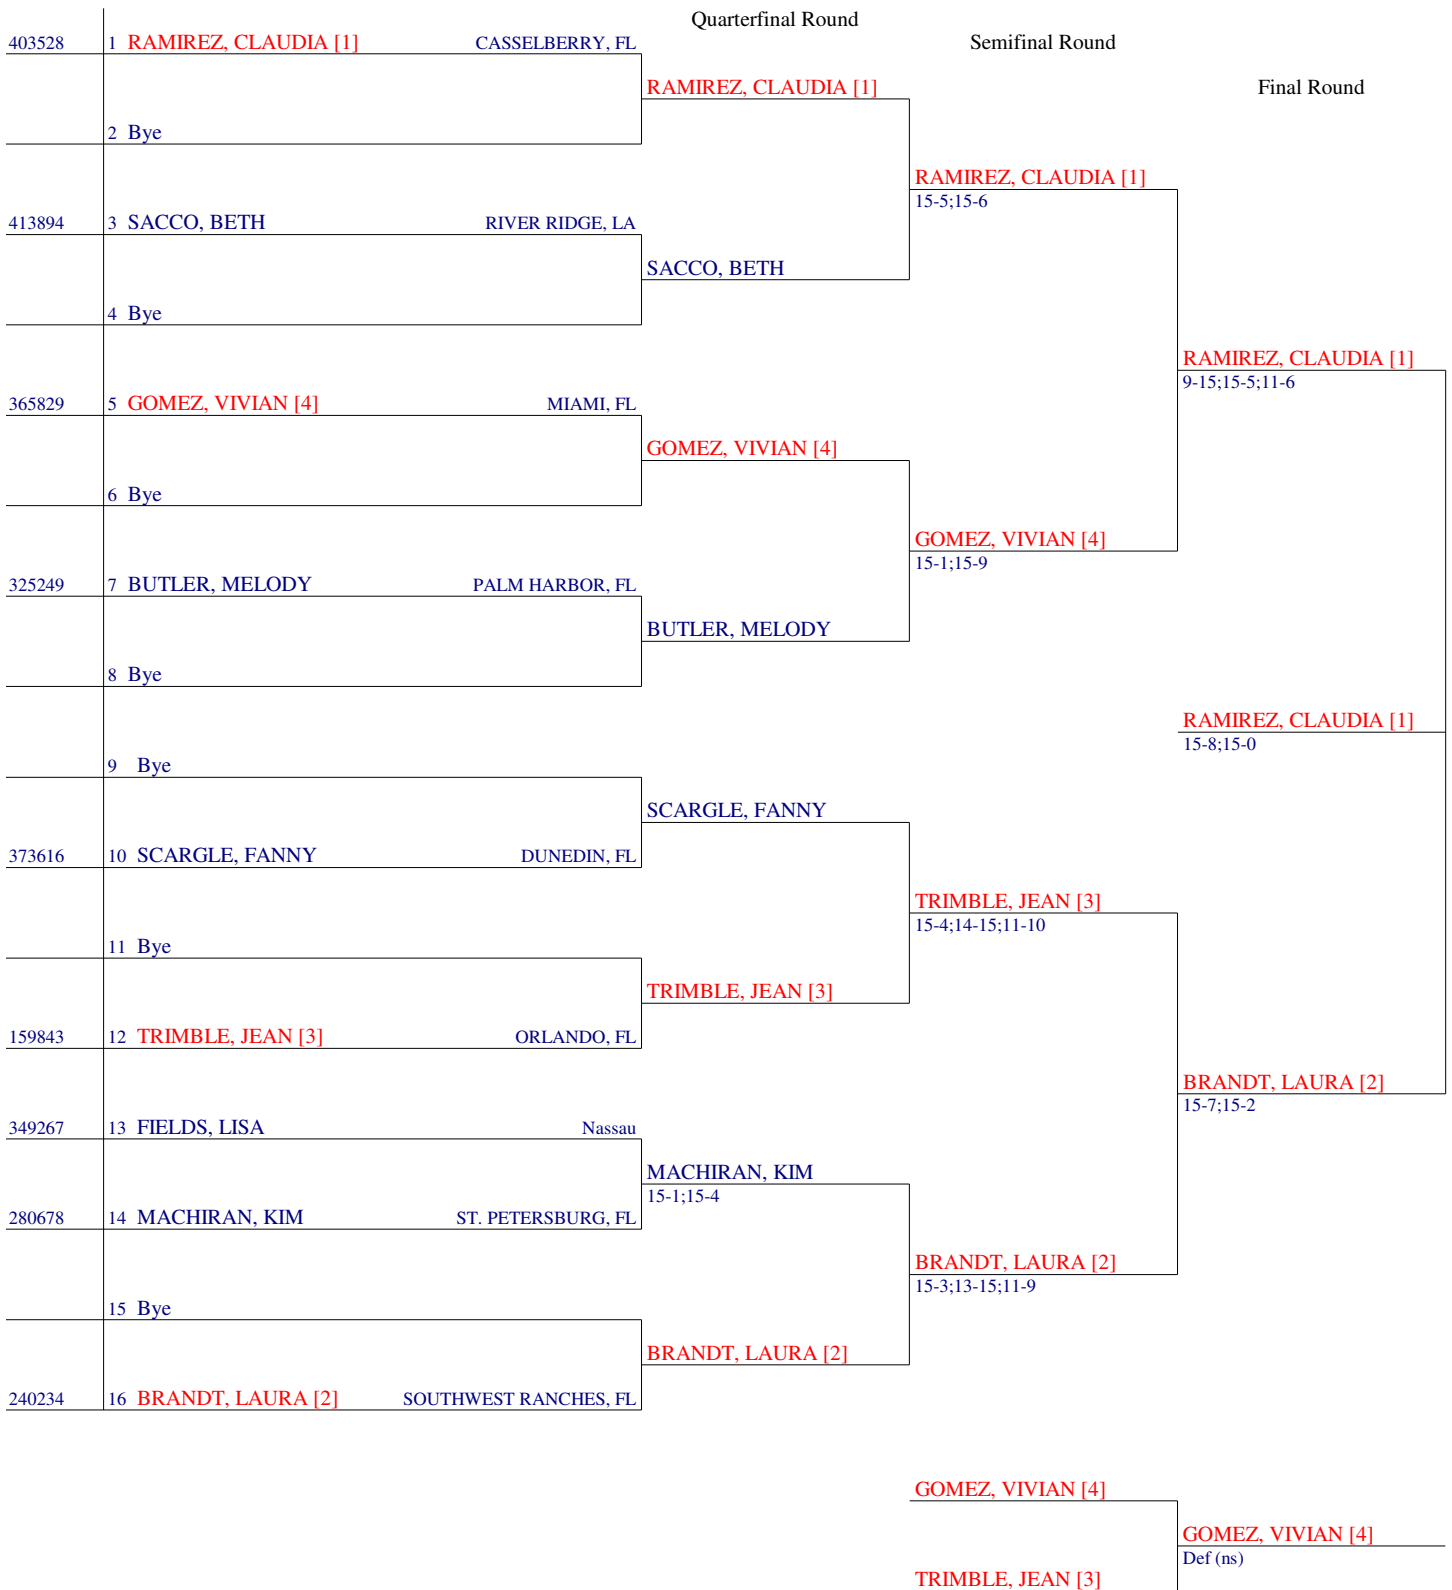 Quarterfinal Round
Semifinal Round
Final Round
403528 1 RAMIREZ, CLAUDIA [1] CASSELBERRY, FL
RAMIREZ, CLAUDIA [1]
2 Bye
RAMIREZ, CLAUDIA [1]
15-5;15-6
413894 3 SACCO, BETH RIVER RIDGE, LA
SACCO, BETH
4 Bye
RAMIREZ, CLAUDIA [1]
9-15;15-5;11-6
365829 5 GOMEZ, VIVIAN [4] MIAMI, FL
GOMEZ, VIVIAN [4]
6 Bye
GOMEZ, VIVIAN [4]
15-1;15-9
325249 7 BUTLER, MELODY PALM HARBOR, FL
BUTLER, MELODY
8 Bye
RAMIREZ, CLAUDIA [1]
15-8;15-0
9 Bye
SCARGLE, FANNY
373616 10 SCARGLE, FANNY DUNEDIN, FL
TRIMBLE, JEAN [3]
15-4;14-15;11-10
11 Bye
TRIMBLE, JEAN [3]
159843 12 TRIMBLE, JEAN [3] ORLANDO, FL
BRANDT, LAURA [2]
15-7;15-2
349267 13 FIELDS, LISA Nassau
MACHIRAN, KIM
15-1;15-4
280678 14 MACHIRAN, KIM ST. PETERSBURG, FL
BRANDT, LAURA [2]
15-3;13-15;11-9
15 Bye
BRANDT, LAURA [2]
240234 16 BRANDT, LAURA [2] SOUTHWEST RANCHES, FL
GOMEZ, VIVIAN [4]
GOMEZ, VIVIAN [4]
Def (ns)
TRIMBLE, JEAN [3]